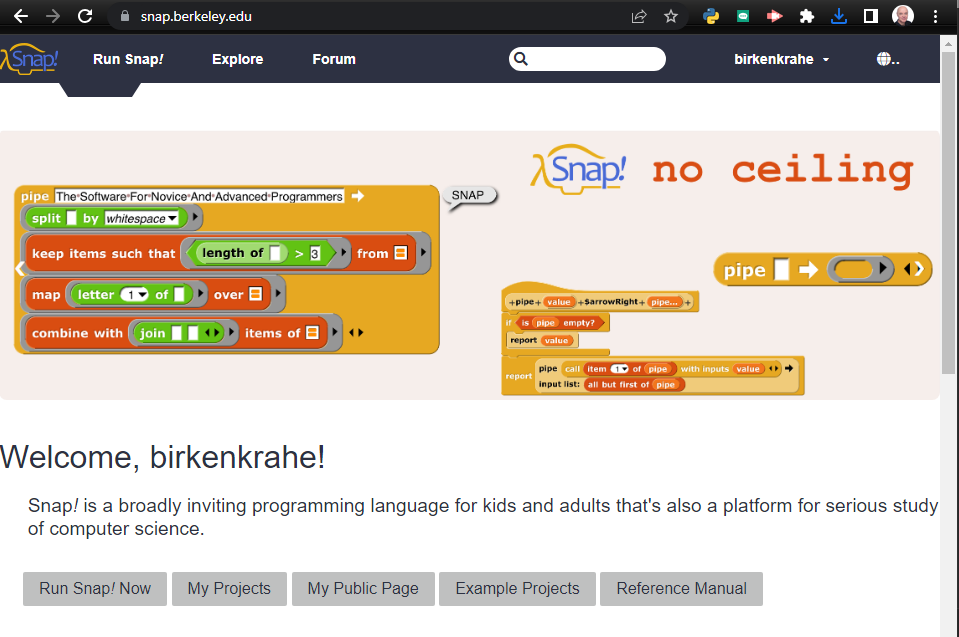 snap.berkeley.edu
Snap!
Run Snap! Explore Forum birkenkrahe ..
Snap! no ceiling
pipe The·Software·For·Novice·And·Advanced·Programmers
SNAP
split by whitespace
keep items such that length of > 3 from
pipe
map letter 1 of over
+pipe+ value +$arrowRight+ pipe... +
if is pipe empty?
combine with join items of
report value
report pipe call item 1 of pipe with inputs value
input list: all but first of pipe
Welcome, birkenkrahe!
Snap! is a broadly inviting programming language for kids and adults that's also a platform for serious study
of computer science.
Run Snap! Now My Projects My Public Page Example Projects Reference Manual